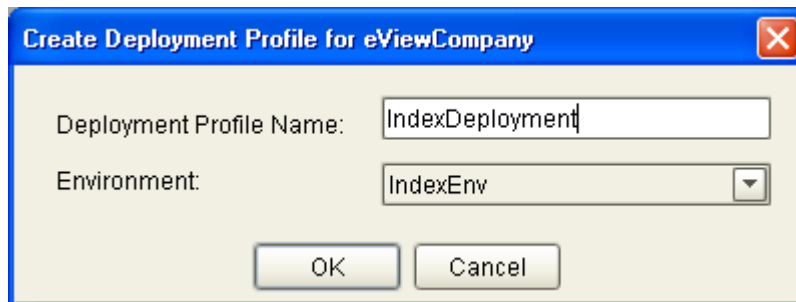 Create Deployment Profile for eViewCompany
Deployment Profile Name: IndexDeployment
Environment: IndexEnv
OK Cancel